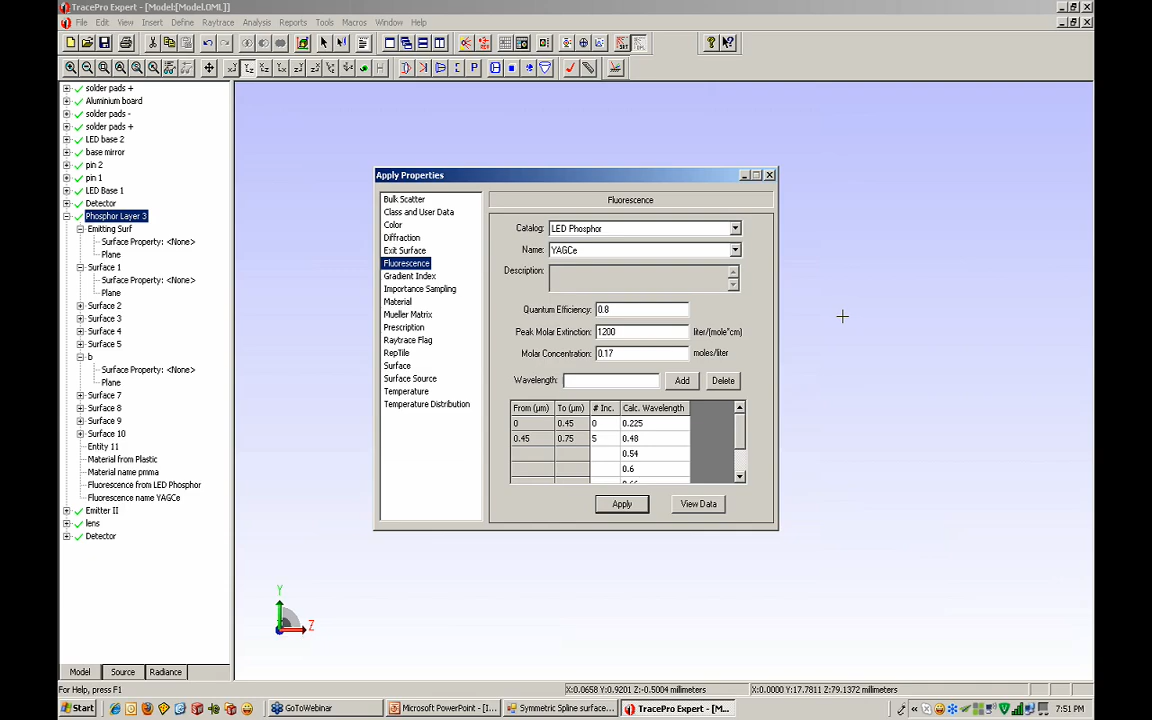 TracePro Expert - [Model:[Model.OML]]
File Edit View Insert Define Raytrace Analysis Reports Tools Macros Window Help
solder pads +
Aluminium board
solder pads -
solder pads +
LED base 2
base mirror
pin 2
pin 1
LED Base 1
Detector
Phosphor Layer 3
Emitting Surf
Surface Property: <None>
Plane
Surface 1
Surface Property: <None>
Plane
Surface 2
Surface 3
Surface 4
Surface 5
b
Surface Property: <None>
Plane
Surface 7
Surface 8
Surface 9
Surface 10
Entity 11
Material from Plastic
Material name pmma
Fluorescence from LED Phosphor
Fluorescence name YAGCe
Emitter II
lens
Detector
Model Source Radiance
Apply Properties
Bulk Scatter
Class and User Data
Color
Diffraction
Exit Surface
Fluorescence
Gradient Index
Importance Sampling
Material
Mueller Matrix
Prescription
Raytrace Flag
RepTile
Surface
Surface Source
Temperature
Temperature Distribution
Fluorescence
Catalog: LED Phosphor
Name: YAGCe
Description:
Quantum Efficiency: 0.8
Peak Molar Extinction: 1200 liter/(mole*cm)
Molar Concentration: 0.17 moles/liter
Wavelength: Add Delete
From (µm) To (µm) # Inc. Calc. Wavelength
0 0.45 0 0.225
0.45 0.75 5 0.48
0.54
0.6
Apply View Data
Y
Z
For Help, press F1 X:0.0658 Y:0.9201 Z:-0.5004 millimeters X:0.0000 Y:17.7811 Z:79.1372 millimeters
Start GoToWebinar Microsoft PowerPoint - [1... Symmetric Spline surface... TracePro Expert - [M... 7:51 PM